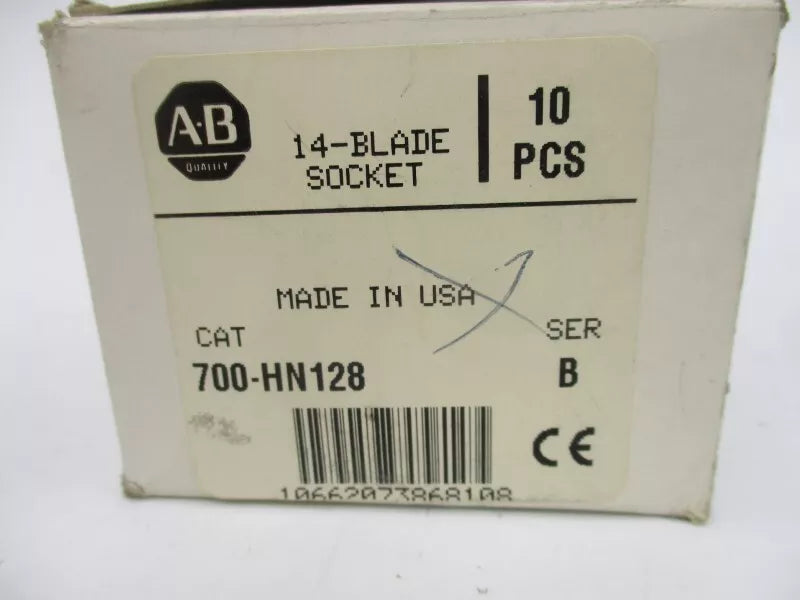 A-B
QUALITY
14-BLADE
SOCKET
10
PCS
MADE IN USA
CAT
700-HN128
SER
B
CE
10662073868108